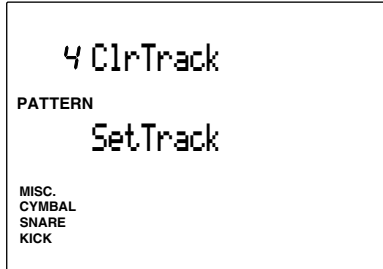 4 ClrTrack
PATTERN
SetTrack
MISC.
CYMBAL
SNARE
KICK